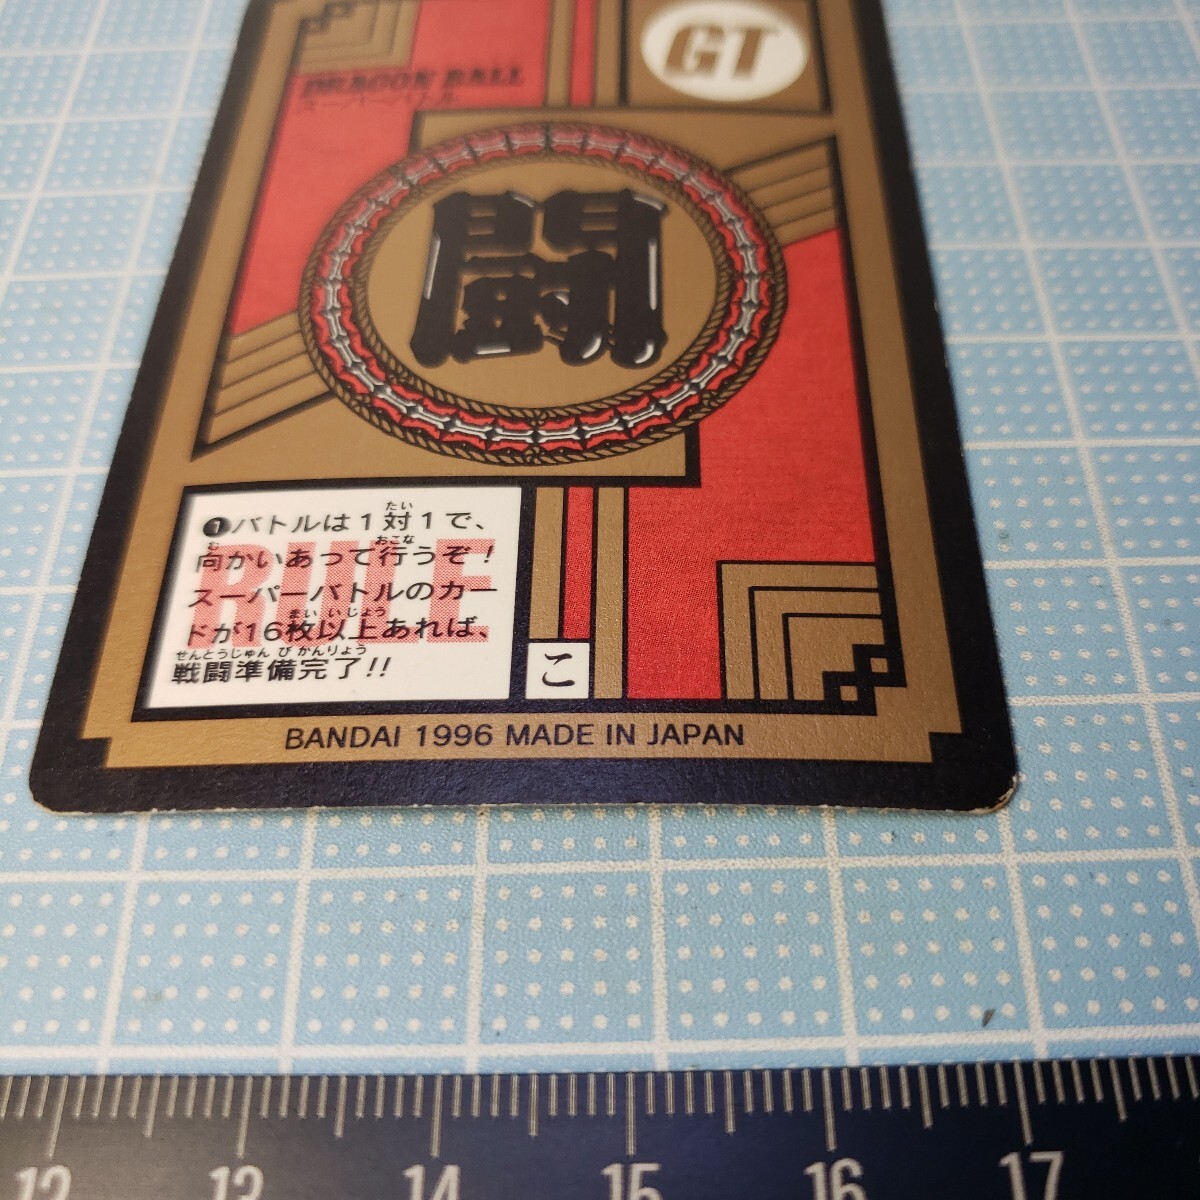 GT
DRAGON BALL
スーパーバトル
闘
RULE
❶バトルは1対1で、
向かいあって行うぞ！
スーパーバトルのカー
ドが16枚以上あれば、
戦闘準備完了!!
こ
BANDAI 1996 MADE IN JAPAN
12 13 14 15 16 17